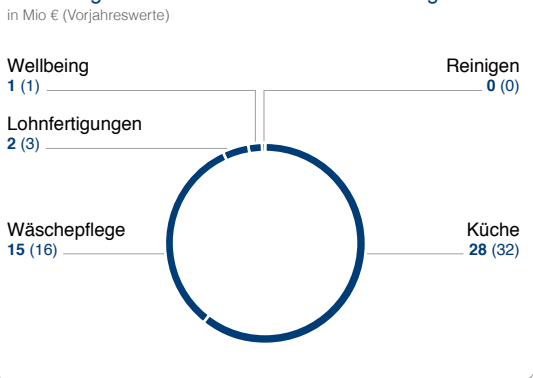 in Mio € (Vorjahreswerte)
Wellbeing
1 (1)
Reinigen
0 (0)
Lohnfertigungen
2 (3)
Wäschepflege
15 (16)
Küche
28 (32)